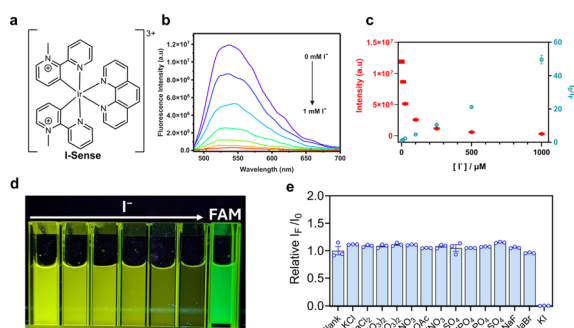 a
3+
N
N
Ir
N
N
N
N
I-Sense
b
Fluorescence Intensity (a.u)
1.2×10⁷
1.0×10⁷
8.0×10⁶
6.0×10⁶
4.0×10⁶
2.0×10⁶
0.0
0 mM I⁻
1 mM I⁻
500
550
600
650
700
Wavelength (nm)
c
Intensity (a.u)
1.5×10⁷
1×10⁷
5×10⁶
0
60
40
20
0
0
250
500
750
1000
[ I⁻] / µM
d
I⁻
FAM
e
Relative I_F /I_0
2.0
1.5
1.0
0.5
0.0
KCl
NaF
KI